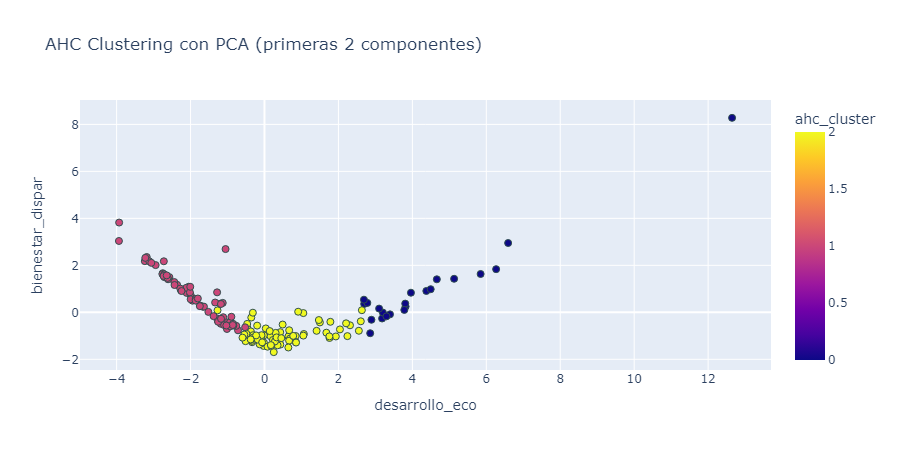 AHC Clustering con PCA (primeras 2 componentes)
ahc_cluster
2
1.5
1
0.5
0
bienestar_dispar
8
6
4
2
0
−2
−4 −2 0 2 4 6 8 10 12
desarrollo_eco